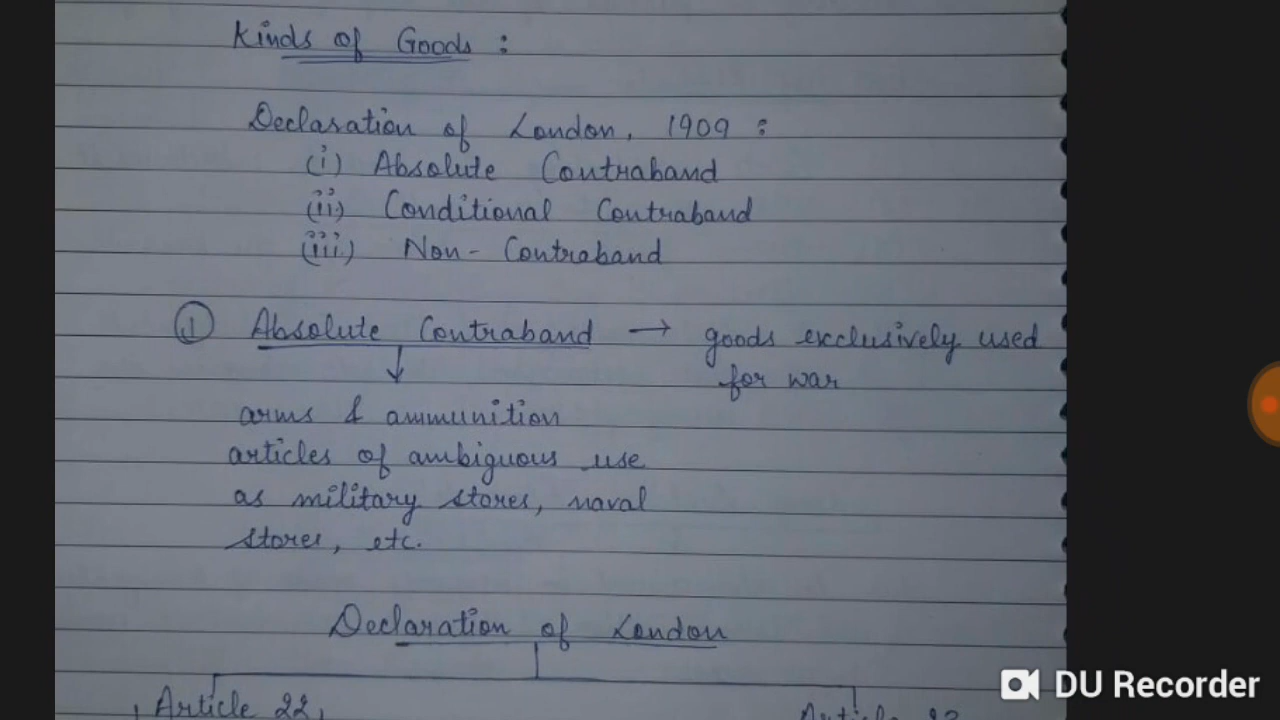 Kinds of Goods :
Declaration of London, 1909 :
(i) Absolute Contraband
(ii) Conditional Contraband
(iii.) Non - Contraband
① Absolute Contraband → goods exclusively used
for war
↓
arms & ammunition
articles of ambiguous use
as military stores, naval
stores, etc.
Declaration of London
Article 22,
DU Recorder